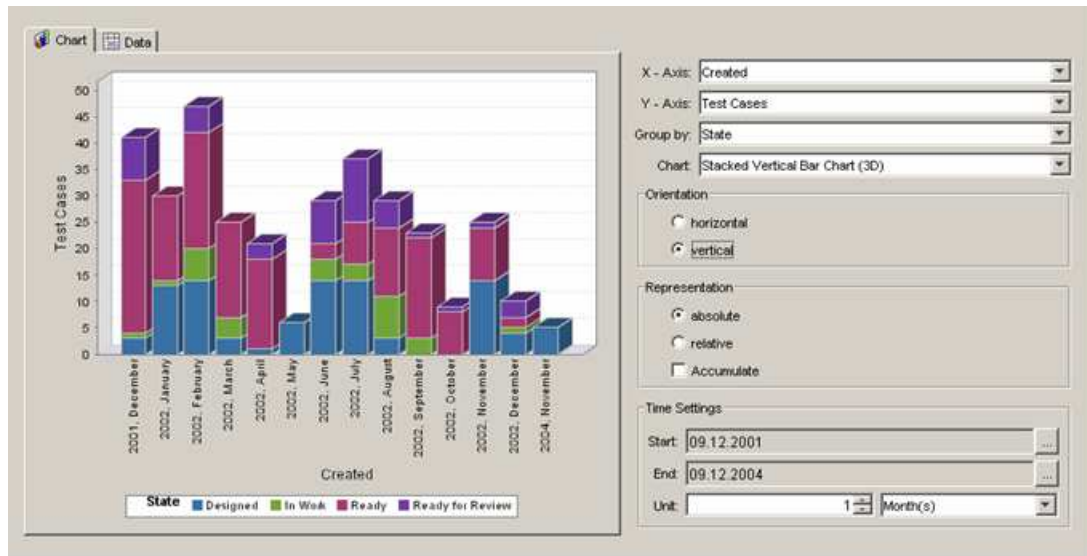 Chart
Data
50
45
40
35
30
25
20
15
10
5
0
Test Cases
2001, December
2002, January
2002, February
2002, March
2002, April
2002, May
2002, June
2002, July
2002, August
2002, September
2002, October
2002, November
2002, December
2004, November
Created
State Designed In Work Ready Ready for Review
X - Axis: Created
Y - Axis: Test Cases
Group by: State
Chart: Stacked Vertical Bar Chart (3D)
Orientation
horizontal
vertical
Representation
absolute
relative
Accumulate
Time Settings
Start: 09.12.2001 ...
End: 09.12.2004 ...
Unit: 1 Month(s)